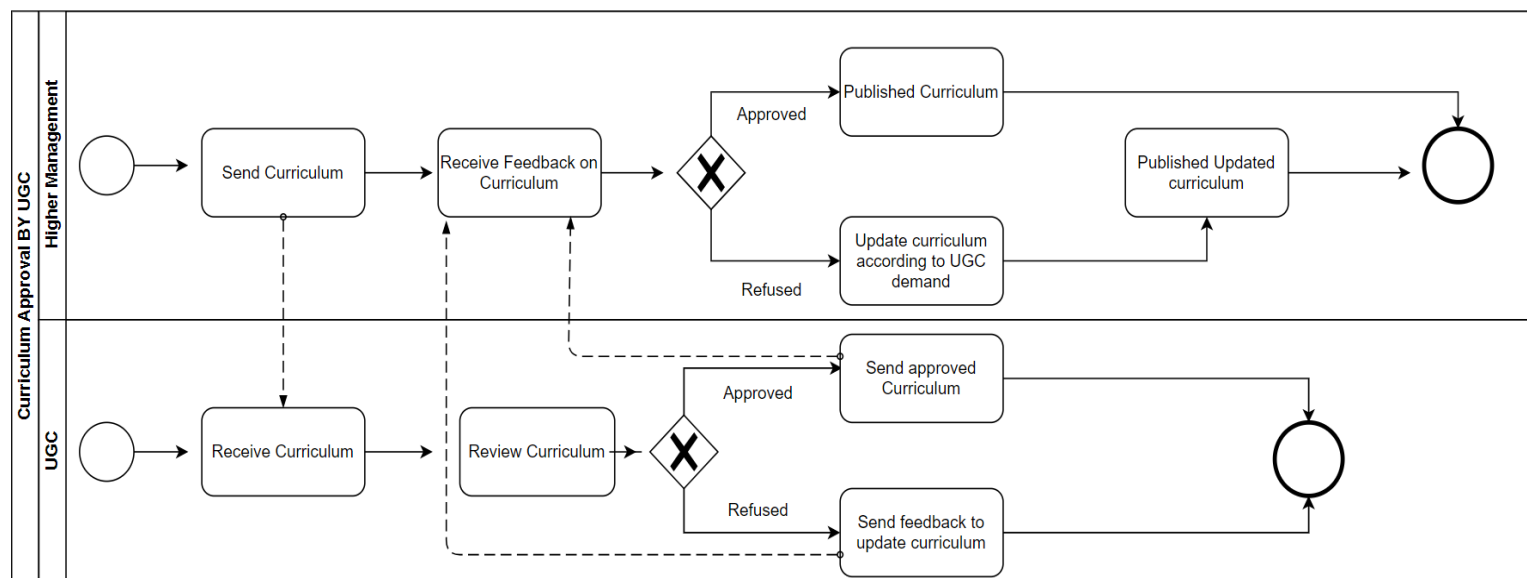 Curriculum Approval BY UGC
Higher Management
Send Curriculum
Receive Feedback on
Curriculum
Approved
Refused
Published Curriculum
Update curriculum
according to UGC
demand
Published Updated
curriculum
UGC
Receive Curriculum
Review Curriculum
Approved
Refused
Send approved
Curriculum
Send feedback to
update curriculum